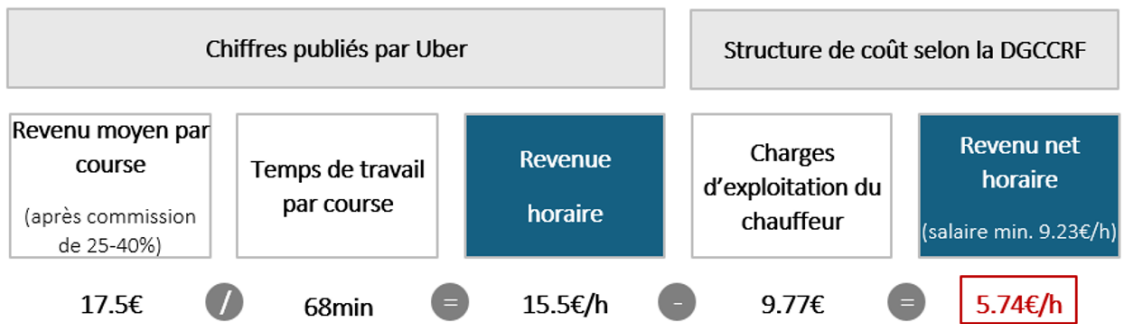 Chiffres publiés par Uber
Structure de coût selon la DGCCRF
Revenu moyen par
course
(après commission
de 25-40%)
Temps de travail
par course
Revenue
horaire
Charges
d’exploitation du
chauffeur
Revenu net
horaire
(salaire min. 9.23€/h)
17.5€ / 68min = 15.5€/h - 9.77€ = 5.74€/h